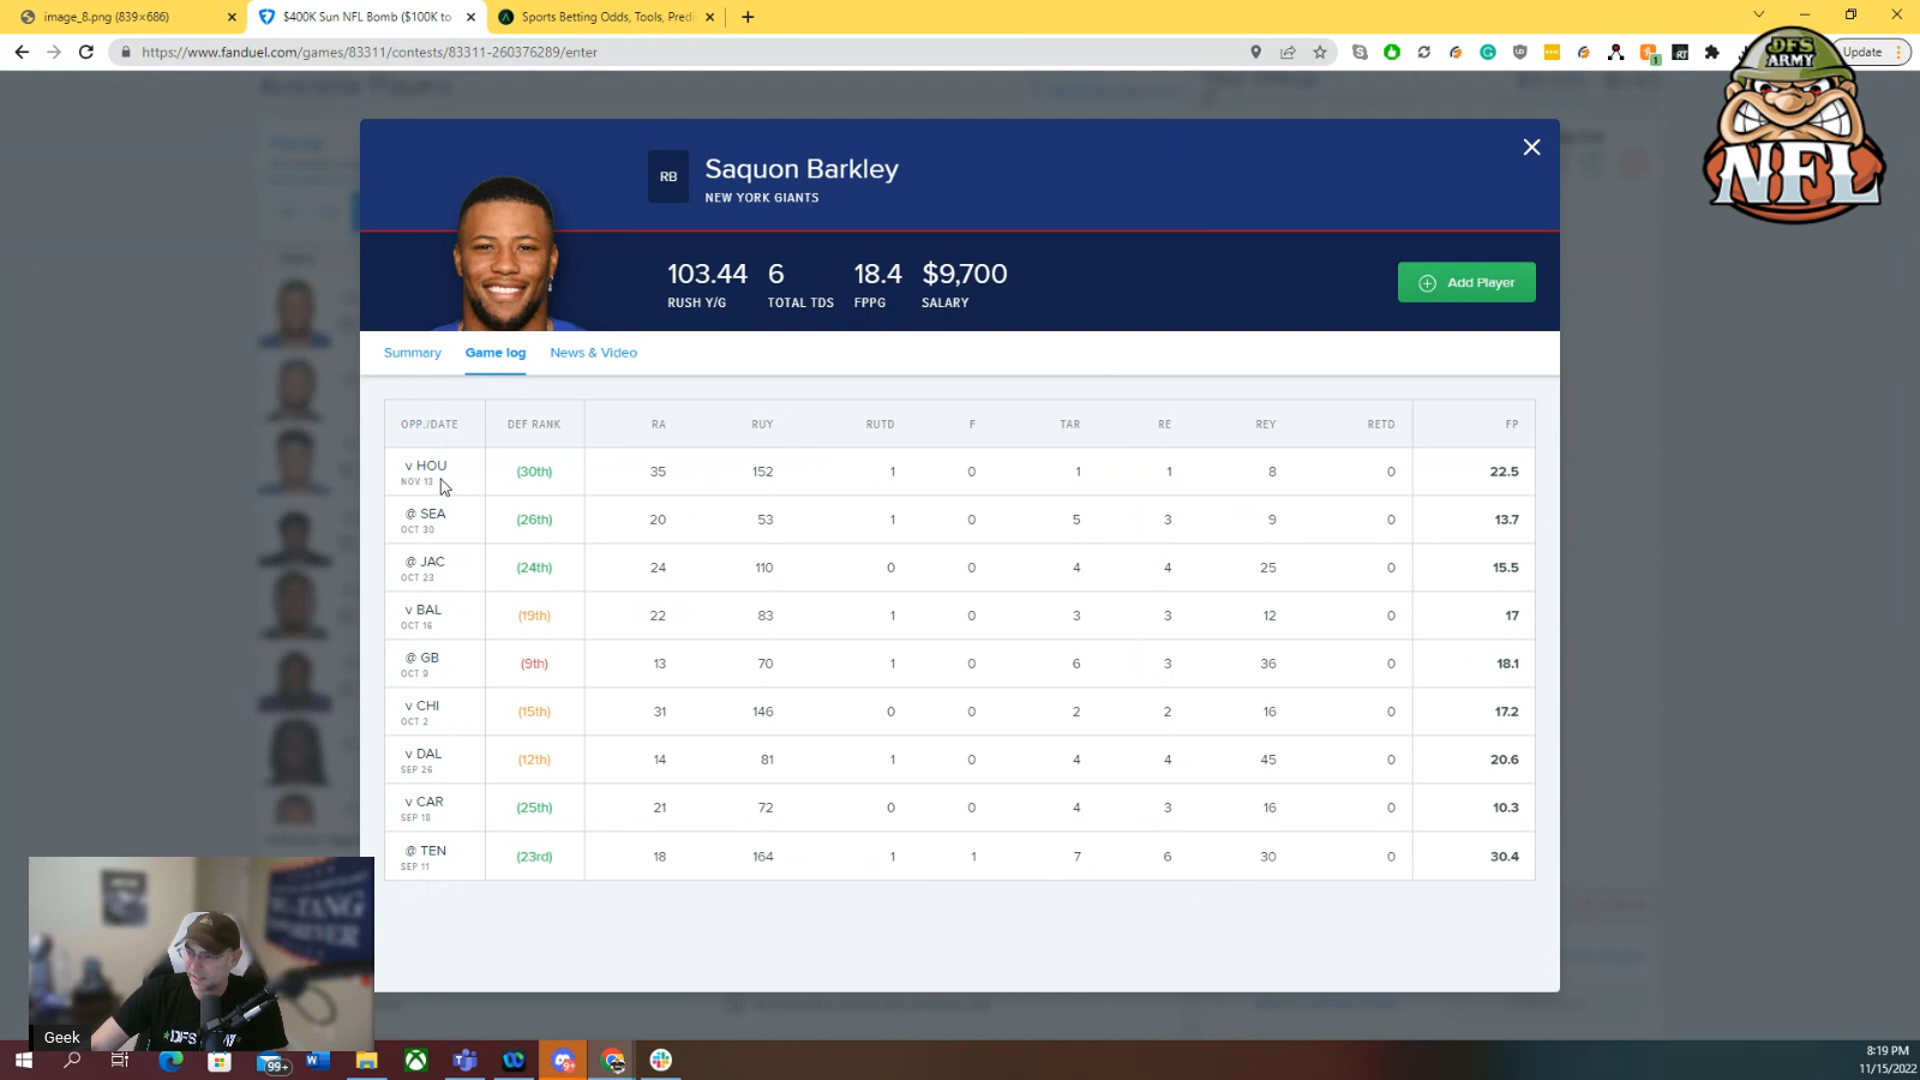 image_8.png (839×686)
$400K Sun NFL Bomb ($100K to
Sports Betting Odds, Tools, Predi
https://www.fanduel.com/games/83311/contests/83311-260376289/enter
Update
DFS
ARMY
NFL
RB
Saquon Barkley
NEW YORK GIANTS
103.44 6 18.4 $9,700
RUSH Y/G TOTAL TDS FPPG SALARY
Add Player
Summary Game log News & Video
OPP./DATE DEF RANK RA RUY RUTD F TAR RE REY RETD FP
v HOU (30th) 35 152 1 0 1 1 8 0 22.5
NOV 13
@ SEA (26th) 20 53 1 0 5 3 9 0 13.7
OCT 30
@ JAC (24th) 24 110 0 0 4 4 25 0 15.5
OCT 23
v BAL (19th) 22 83 1 0 3 3 12 0 17
OCT 16
@ GB (9th) 13 70 1 0 6 3 36 0 18.1
OCT 9
v CHI (15th) 31 146 0 0 2 2 16 0 17.2
OCT 2
v DAL (12th) 14 81 1 0 4 4 45 0 20.6
SEP 26
v CAR (25th) 21 72 0 0 4 3 16 0 10.3
SEP 18
@ TEN (23rd) 18 164 1 1 7 6 30 0 30.4
SEP 11
Geek
99+
8:19 PM
11/15/2022